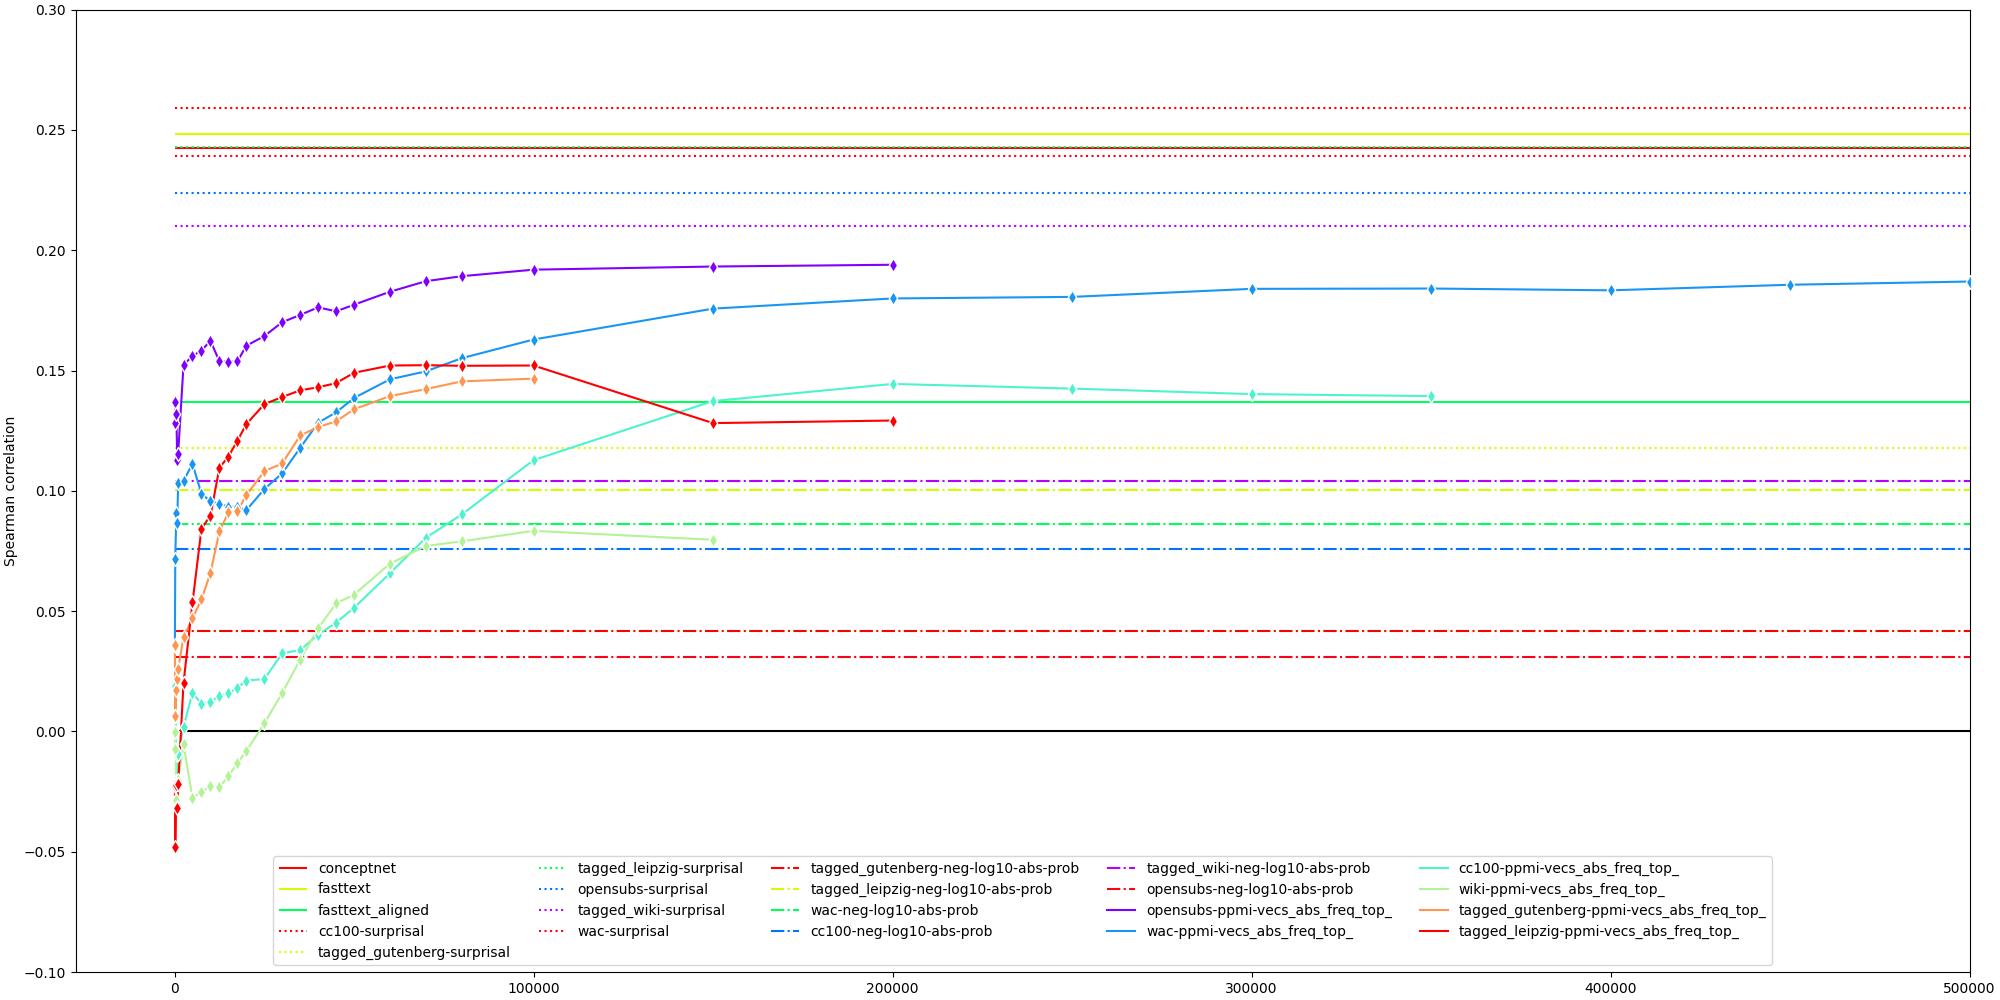 0.30
0.25
0.20
0.15
0.10
0.05
0.00
−0.05
−0.10
Spearman correlation
0 100000 200000 300000 400000 500000
conceptnet
fasttext
fasttext_aligned
cc100-surprisal
tagged_gutenberg-surprisal
tagged_leipzig-surprisal
opensubs-surprisal
tagged_wiki-surprisal
wac-surprisal
tagged_gutenberg-neg-log10-abs-prob
tagged_leipzig-neg-log10-abs-prob
wac-neg-log10-abs-prob
cc100-neg-log10-abs-prob
tagged_wiki-neg-log10-abs-prob
opensubs-neg-log10-abs-prob
opensubs-ppmi-vecs_abs_freq_top_
wac-ppmi-vecs_abs_freq_top_
cc100-ppmi-vecs_abs_freq_top_
wiki-ppmi-vecs_abs_freq_top_
tagged_gutenberg-ppmi-vecs_abs_freq_top_
tagged_leipzig-ppmi-vecs_abs_freq_top_